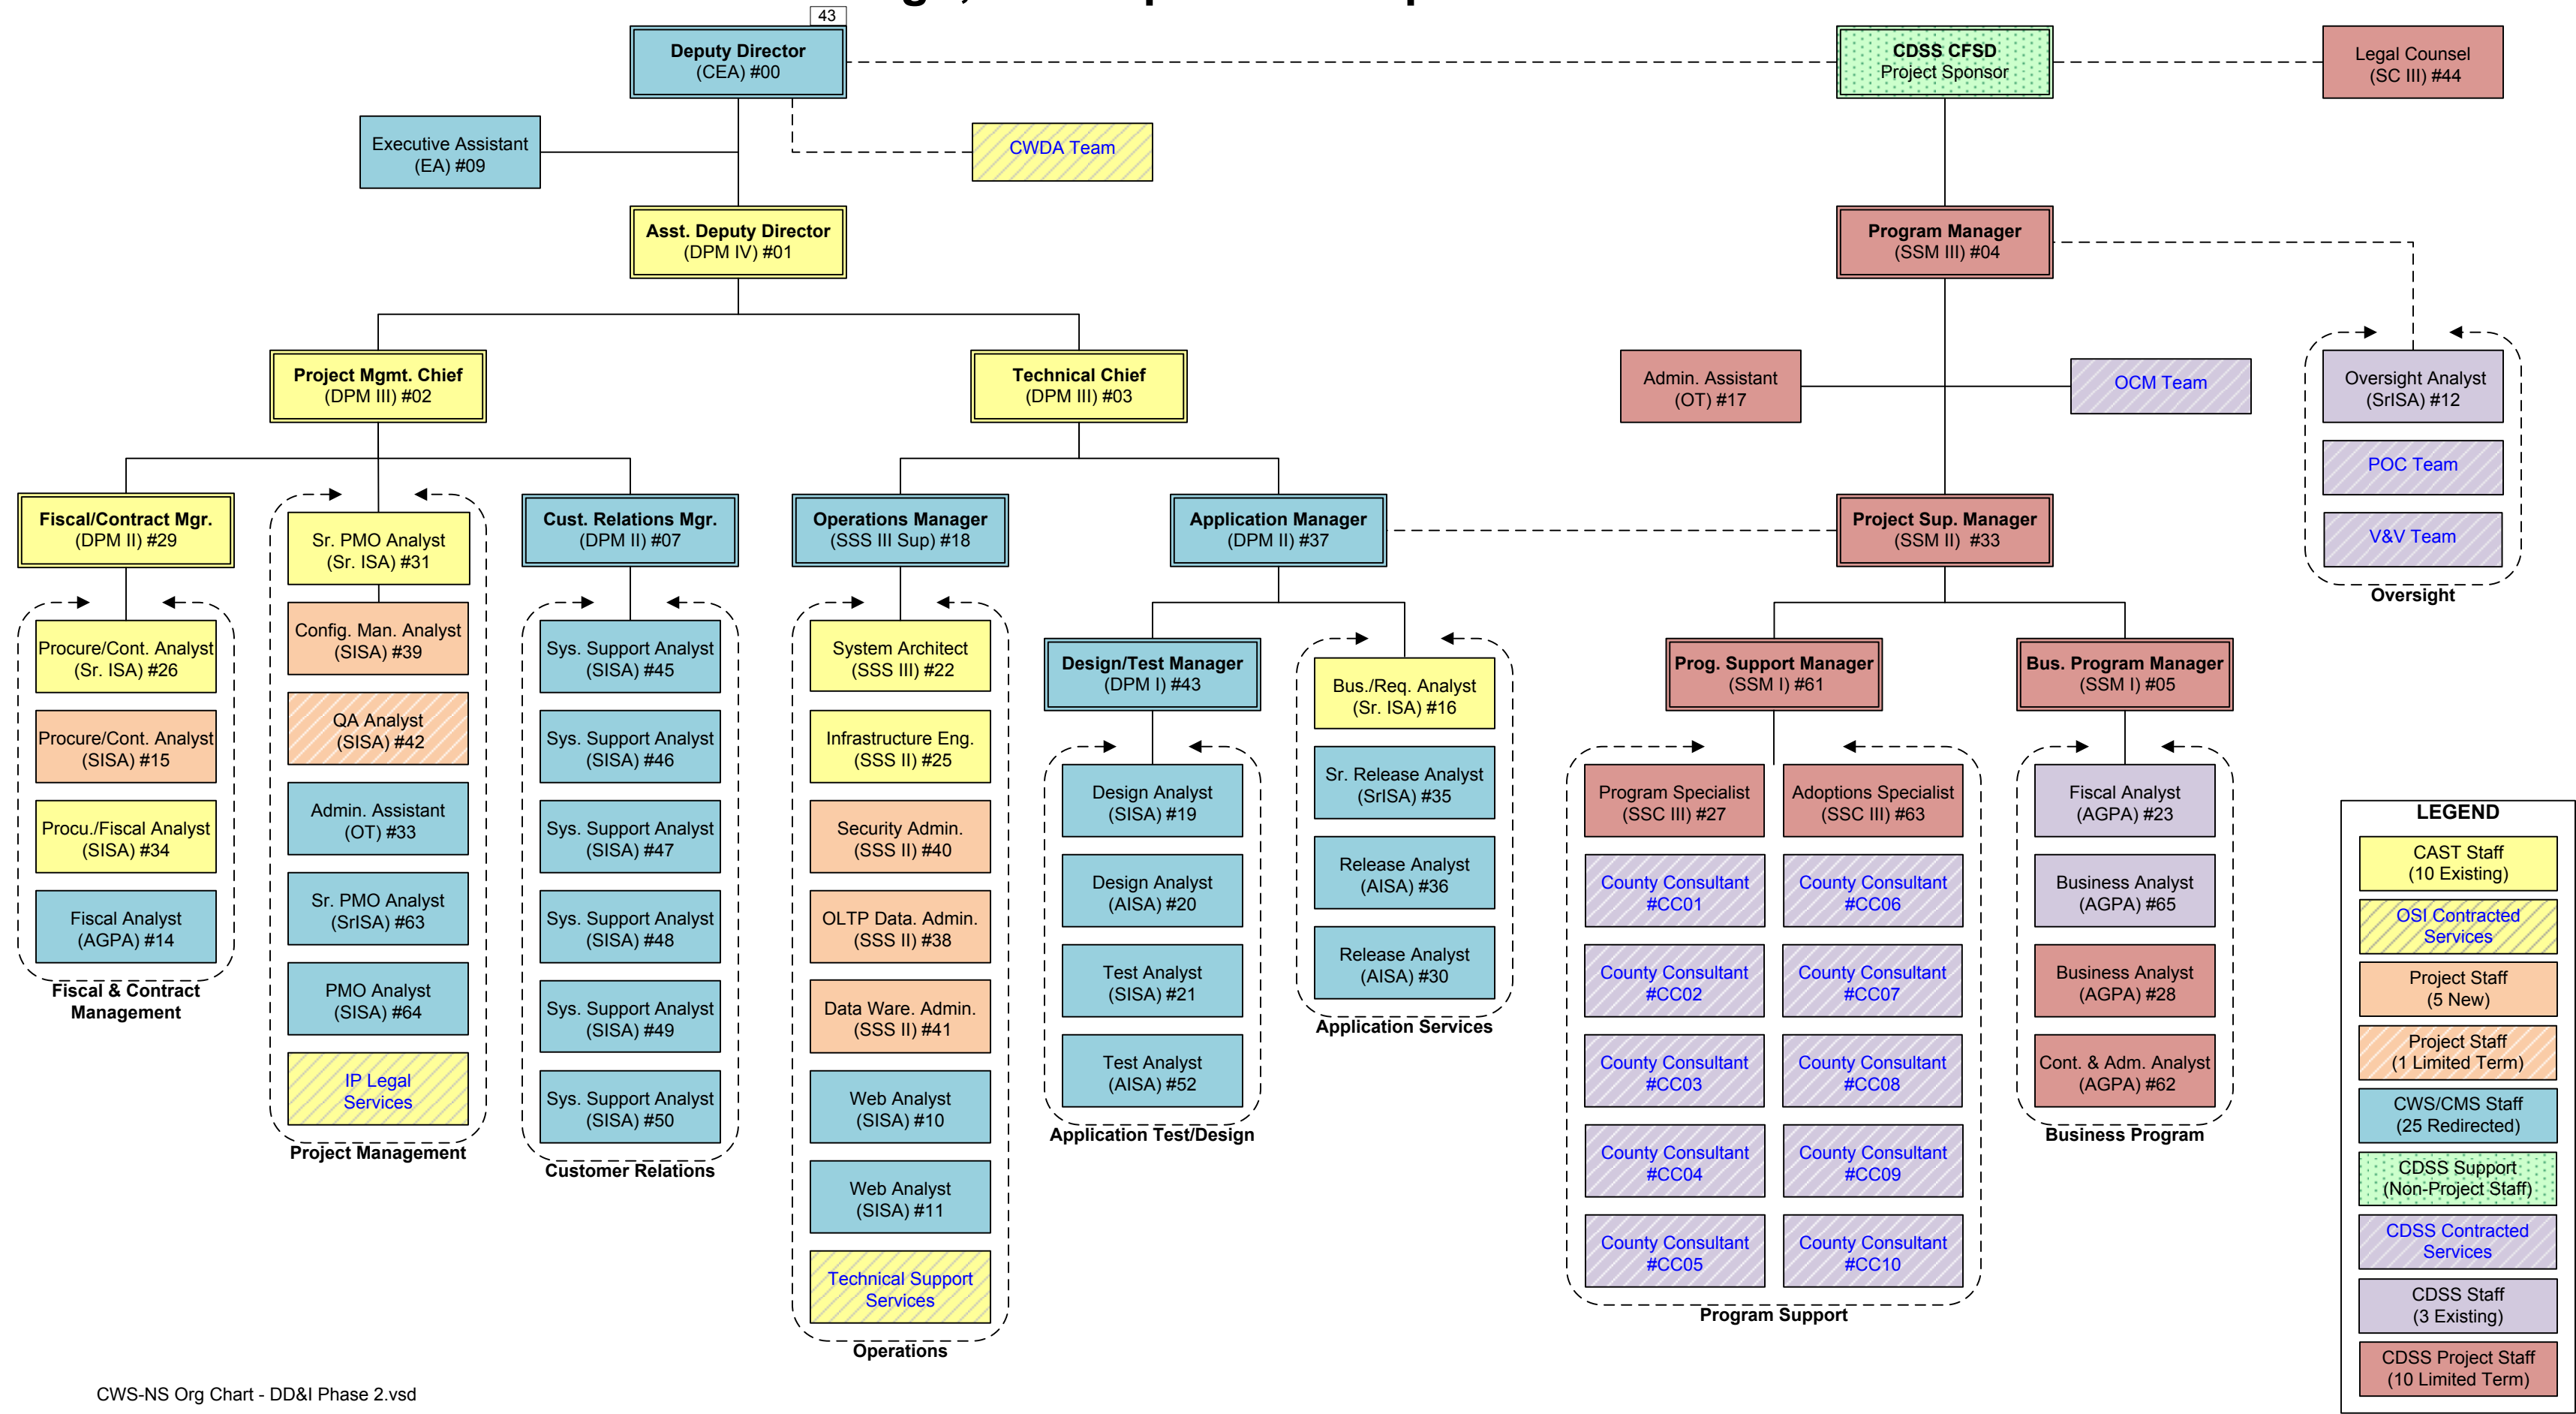 43
Deputy Director
(CEA) #00
CDSS CFSD
Project Sponsor
Legal Counsel
(SC III) #44
Executive Assistant
(EA) #09
CWDA Team
Asst. Deputy Director
(DPM IV) #01
Program Manager
(SSM III) #04
Project Mgmt. Chief
(DPM III) #02
Technical Chief
(DPM III) #03
Admin. Assistant
(OT) #17
OCM Team
Oversight Analyst
(SrISA) #12
POC Team
V&V Team
Oversight
Fiscal/Contract Mgr.
(DPM II) #29
Sr. PMO Analyst
(Sr. ISA) #31
Cust. Relations Mgr.
(DPM II) #07
Operations Manager
(SSS III Sup) #18
Application Manager
(DPM II) #37
Project Sup. Manager
(SSM II) #33
Procure/Cont. Analyst
(Sr. ISA) #26
Procure/Cont. Analyst
(SISA) #15
Procu./Fiscal Analyst
(SISA) #34
Fiscal Analyst
(AGPA) #14
Fiscal & Contract
Management
Config. Man. Analyst
(SISA) #39
QA Analyst
(SISA) #42
Admin. Assistant
(OT) #33
Sr. PMO Analyst
(SrISA) #63
PMO Analyst
(SISA) #64
IP Legal
Services
Project Management
Sys. Support Analyst
(SISA) #45
Sys. Support Analyst
(SISA) #46
Sys. Support Analyst
(SISA) #47
Sys. Support Analyst
(SISA) #48
Sys. Support Analyst
(SISA) #49
Sys. Support Analyst
(SISA) #50
Customer Relations
System Architect
(SSS III) #22
Infrastructure Eng.
(SSS II) #25
Security Admin.
(SSS II) #40
OLTP Data. Admin.
(SSS II) #38
Data Ware. Admin.
(SSS II) #41
Web Analyst
(SISA) #10
Web Analyst
(SISA) #11
Technical Support
Services
Operations
Design/Test Manager
(DPM I) #43
Design Analyst
(SISA) #19
Design Analyst
(AISA) #20
Test Analyst
(SISA) #21
Test Analyst
(AISA) #52
Application Test/Design
Bus./Req. Analyst
(Sr. ISA) #16
Sr. Release Analyst
(SrISA) #35
Release Analyst
(AISA) #36
Release Analyst
(AISA) #30
Application Services
Prog. Support Manager
(SSM I) #61
Program Specialist
(SSC III) #27
Adoptions Specialist
(SSC III) #63
County Consultant
#CC01
County Consultant
#CC06
County Consultant
#CC02
County Consultant
#CC07
County Consultant
#CC03
County Consultant
#CC08
County Consultant
#CC04
County Consultant
#CC09
County Consultant
#CC05
County Consultant
#CC10
Program Support
Bus. Program Manager
(SSM I) #05
Fiscal Analyst
(AGPA) #23
Business Analyst
(AGPA) #65
Business Analyst
(AGPA) #28
Cont. & Adm. Analyst
(AGPA) #62
Business Program
LEGEND
CAST Staff
(10 Existing)
OSI Contracted
Services
Project Staff
(5 New)
Project Staff
(1 Limited Term)
CWS/CMS Staff
(25 Redirected)
CDSS Support
(Non-Project Staff)
CDSS Contracted
Services
CDSS Staff
(3 Existing)
CDSS Project Staff
(10 Limited Term)
CWS-NS Org Chart - DD&I Phase 2.vsd